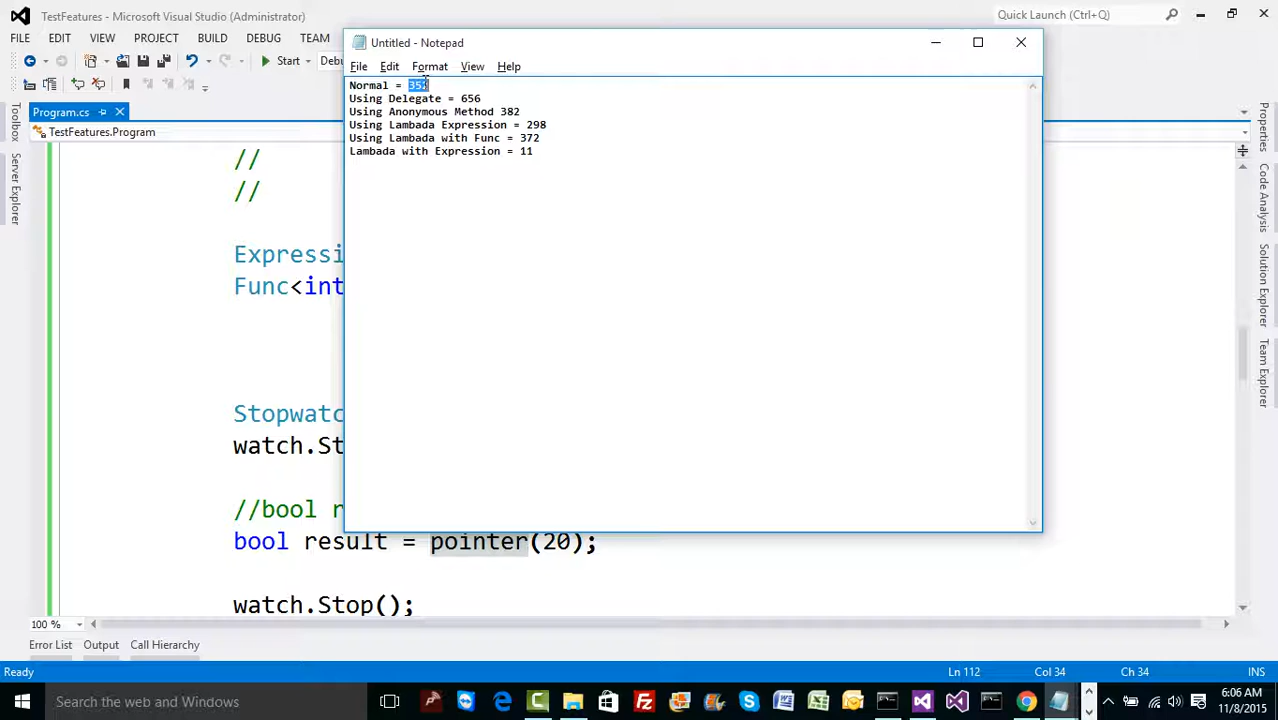 TestFeatures - Microsoft Visual Studio (Administrator)
Quick Launch (Ctrl+Q)
FILE EDIT VIEW PROJECT BUILD DEBUG TEAM
Start
Program.cs
TestFeatures.Program
Untitled - Notepad
File Edit Format View Help
Normal = 352
Using Delegate = 656
Using Anonymous Method 382
Using Lambada Expression = 298
Using Lambada with Func = 372
Lambada with Expression = 11
//
//
Expressi
Func<int
Stopwatc
watch.St
//bool r
bool result = pointer(20);
watch.Stop();
Toolbox
Server Explorer
Properties
Code Analysis
Solution Explorer
Team Explorer
100 %
Error List Output Call Hierarchy
Ready
Ln 112 Col 34 Ch 34 INS
Search the web and Windows
6:06 AM
11/8/2015